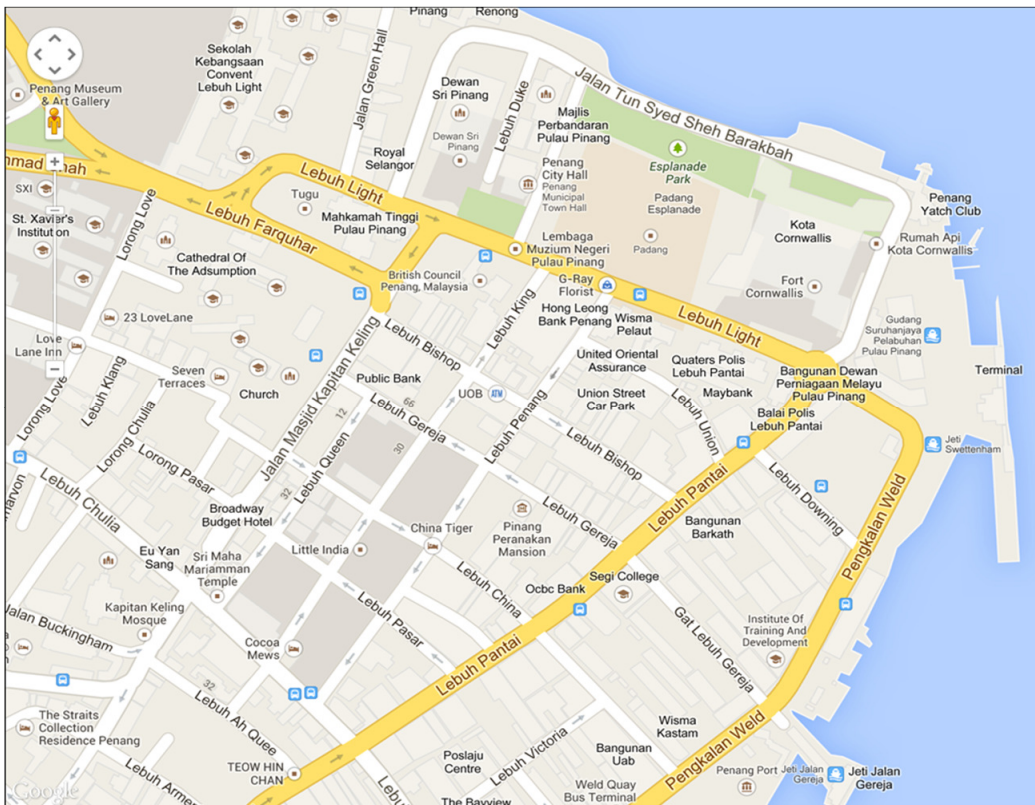 Pinang
Renong
Sekolah
Kebangsaan
Convent
Lebuh Light
Jalan Green Hall
Dewan
Sri Pinang
Dewan Sri
Pinang
Lebuh Duke
Jalan Tun Syed Sheh Barakbah
Penang Museum
& Art Gallery
Majlis
Perbandaran
Pulau Pinang
Esplanade
Park
Royal
Selangor
Penang
City Hall
Penang
Municipal
Town Hall
SXI
St. Xavier's
Institution
Lorong Love
Lebuh Farquhar
Lebuh Light
Tugu
Mahkamah Tinggi
Pulau Pinang
Padang
Esplanade
Padang
Kota
Cornwallis
Penang
Yatch Club
Rumah Api
Kota Cornwallis
Lembaga
Muzium Negeri
Pulau Pinang
Cathedral Of
The Adsumption
British Council
Penang, Malaysia
G-Ray
Florist
Fort
Cornwallis
23 LoveLane
Hong Leong
Bank Penang
Wisma
Pelaut
Lebuh Light
Gudang
Suruhanjaya
Pelabuhan
Pulau Pinang
Love
Lane Inn
Lebuh King
Lebuh Bishop
Seven
Terraces
Public Bank
United Oriental
Assurance
Quaters Polis
Lebuh Pantai
Bangunan Dewan
Perniagaan Melayu
Pulau Pinang
Terminal
Lorong Love
Lebuh Klang
Church
Jalan Masjid Kapitan Keling
UOB
ATM
Union Street
Car Park
Maybank
Balai Polis
Lebuh Pantai
12
66
Lebuh Gereja
Lebuh Penang
Lebuh Union
Jeti
Swettenham
Lorong Chulia
Lorong Pasar
Lebuh Queen
30
Lebuh Bishop
Lebuh Pantai
Lebuh Downing
Lebuh Chulia
32
Broadway
Budget Hotel
China Tiger
Pinang
Peranakan
Mansion
Lebuh Gereja
Bangunan
Barkath
Pengkalan Weld
Eu Yan
Sang
Sri Maha
Mariamman
Temple
Little India
Ocbc Bank
Segi College
Kapitan Keling
Mosque
Lebuh Pasar
Lebuh China
Gat Lebuh Gereja
Institute Of
Training And
Development
Jalan Buckingham
Cocoa
Mews
Lebuh Pantai
32
Lebuh Ah Quee
The Straits
Collection
Residence Penang
Wisma
Kastam
TEOW HIN
CHAN
Poslaju
Centre
Lebuh Victoria
Bangunan
Uab
Pengkalan Weld
Weld Quay
Bus Terminal
Penang Port
Jeti Jalan
Gereja
Jeti Jalan
Gereja
Google
The Bayview